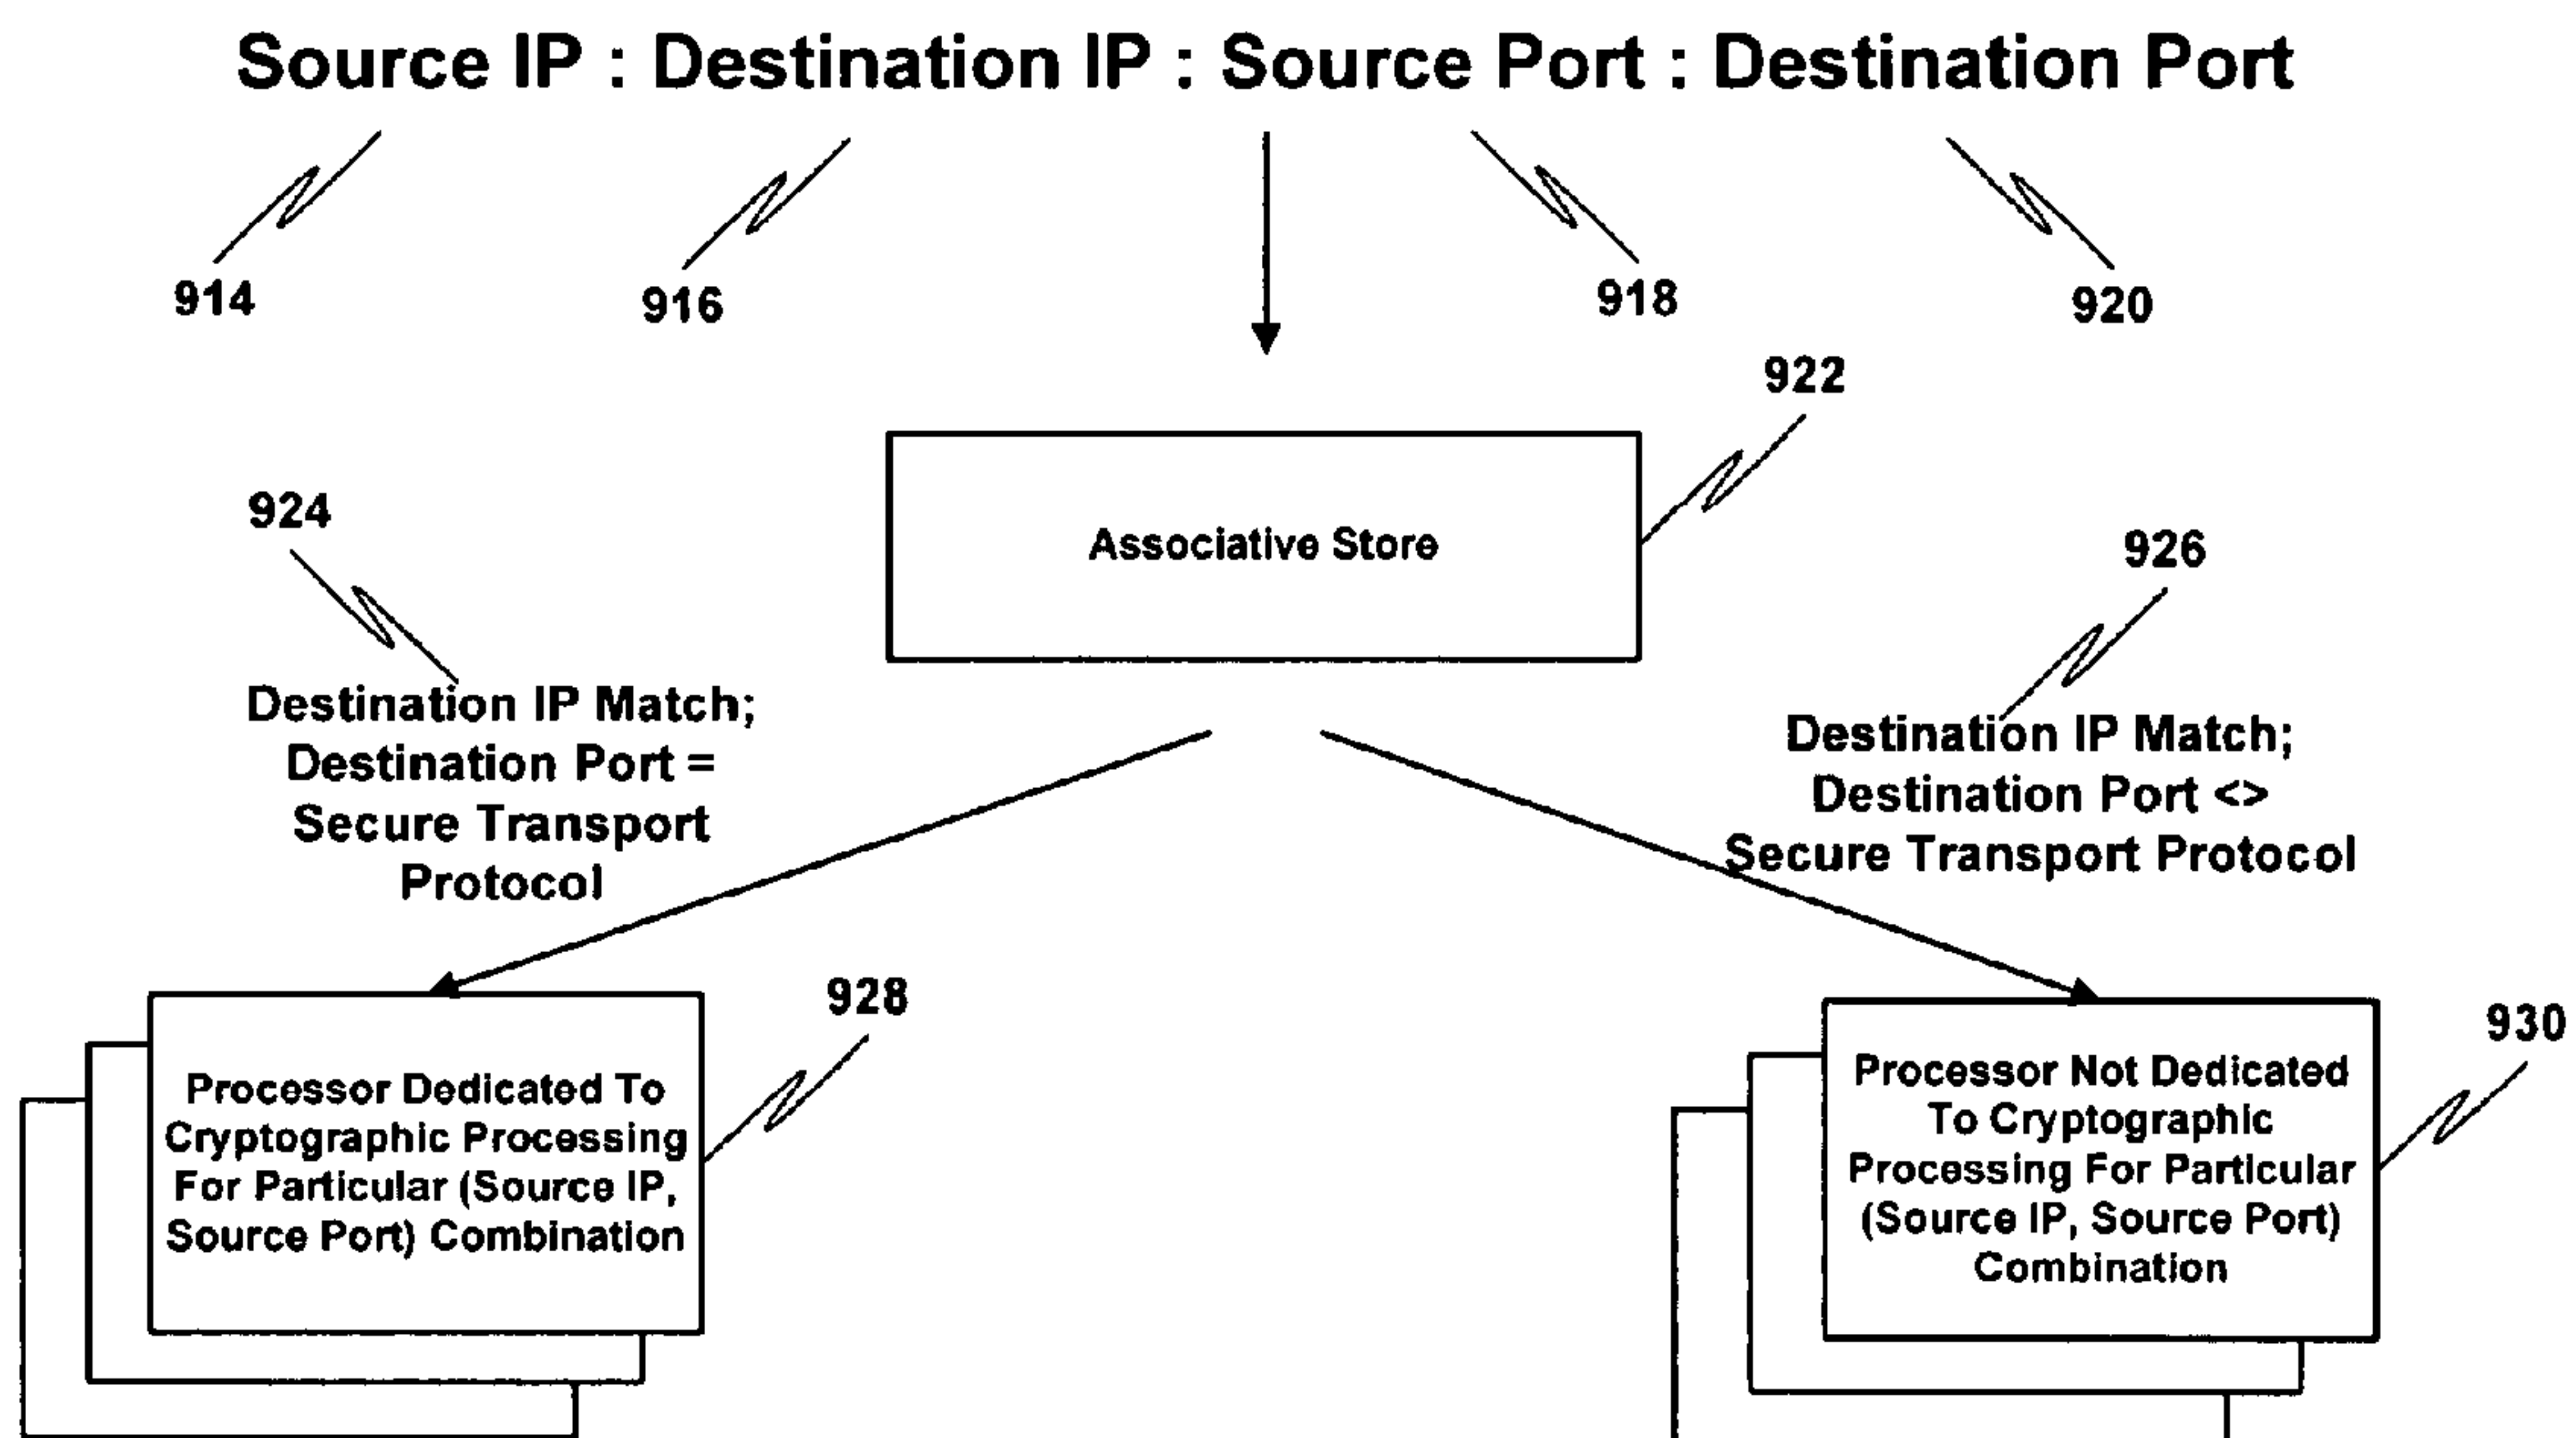 Source IP : Destination IP : Source Port : Destination Port
914
916
918
920
922
Associative Store
924
926
Destination IP Match;
Destination Port =
Secure Transport
Protocol
Destination IP Match;
Destination Port <>
Secure Transport Protocol
928
930
Processor Dedicated To
Cryptographic Processing
For Particular (Source IP,
Source Port) Combination
Processor Not Dedicated
To Cryptographic
Processing For Particular
(Source IP, Source Port)
Combination